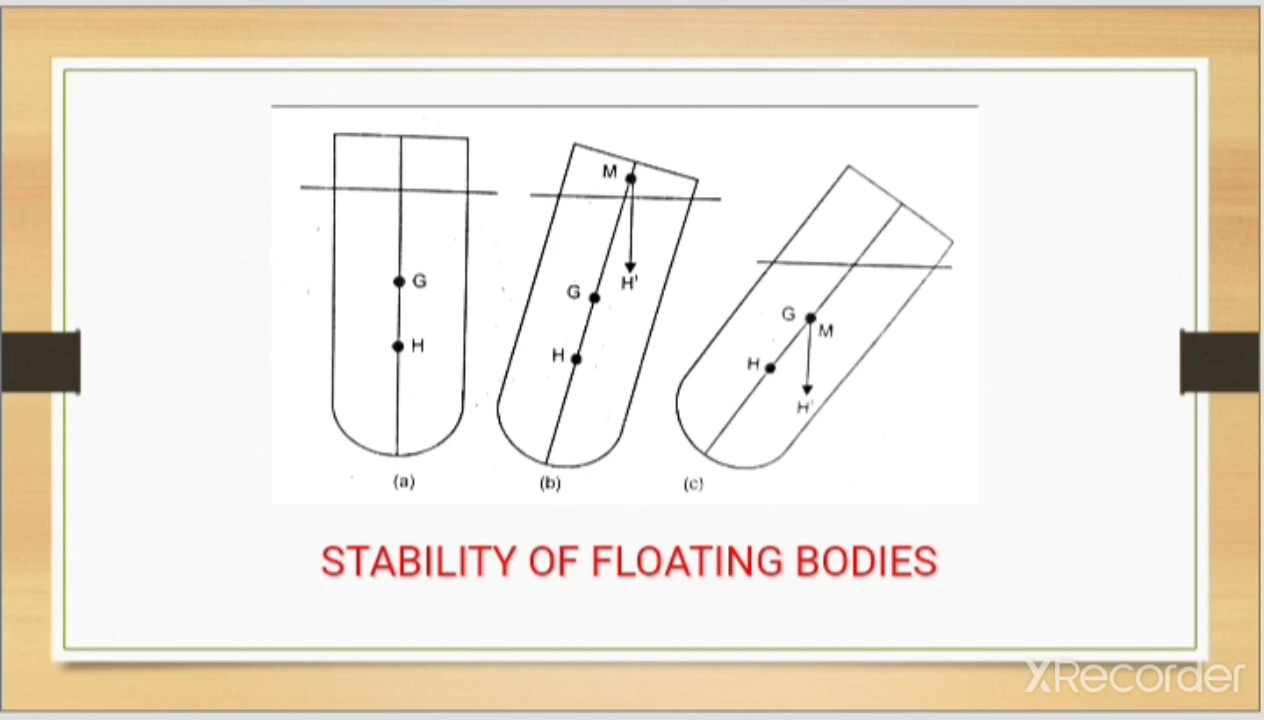 M
G
H'
G
H
G
M
H
H'
G
H
(a)
(b)
(c)
STABILITY OF FLOATING BODIES
XRecorder